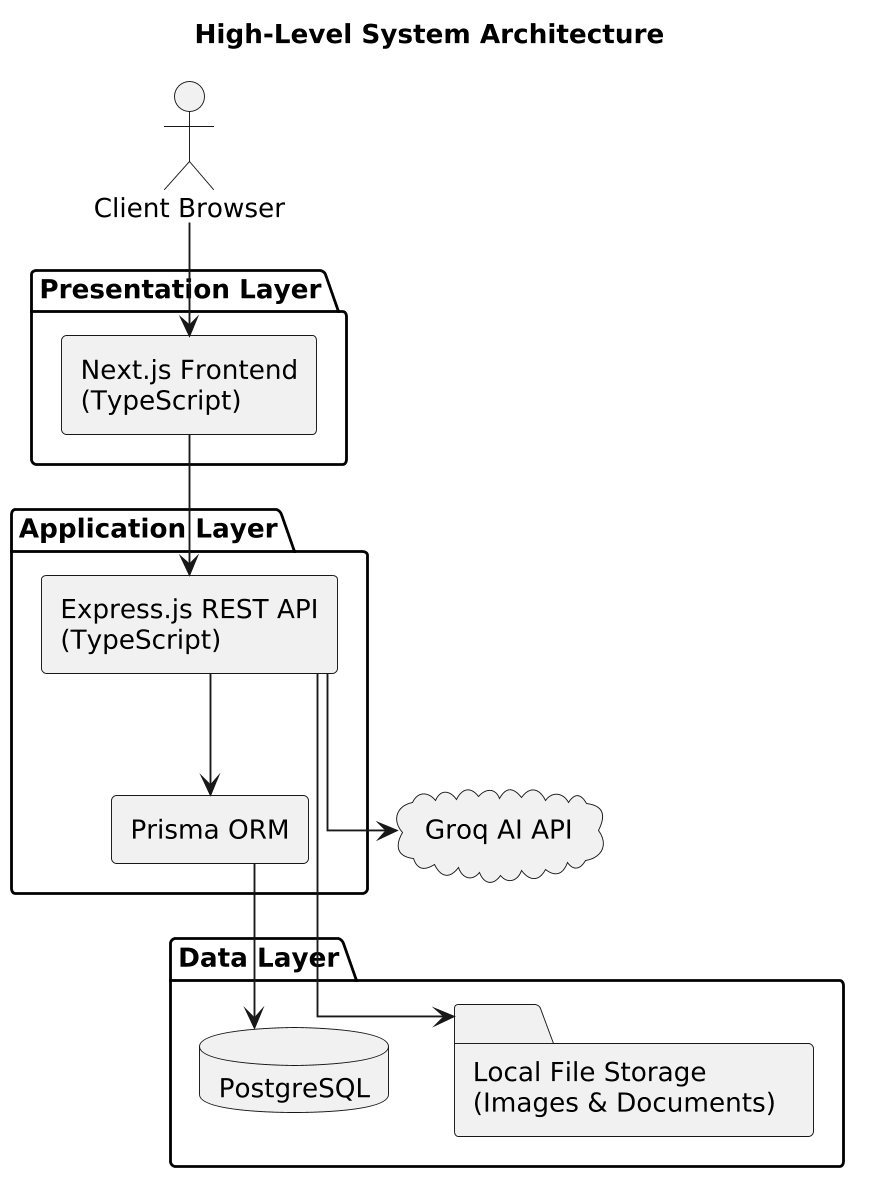 High-Level System Architecture
Client Browser
Presentation Layer
Next.js Frontend
(TypeScript)
Application Layer
Express.js REST API
(TypeScript)
Prisma ORM
Groq AI API
Data Layer
PostgreSQL
Local File Storage
(Images & Documents)